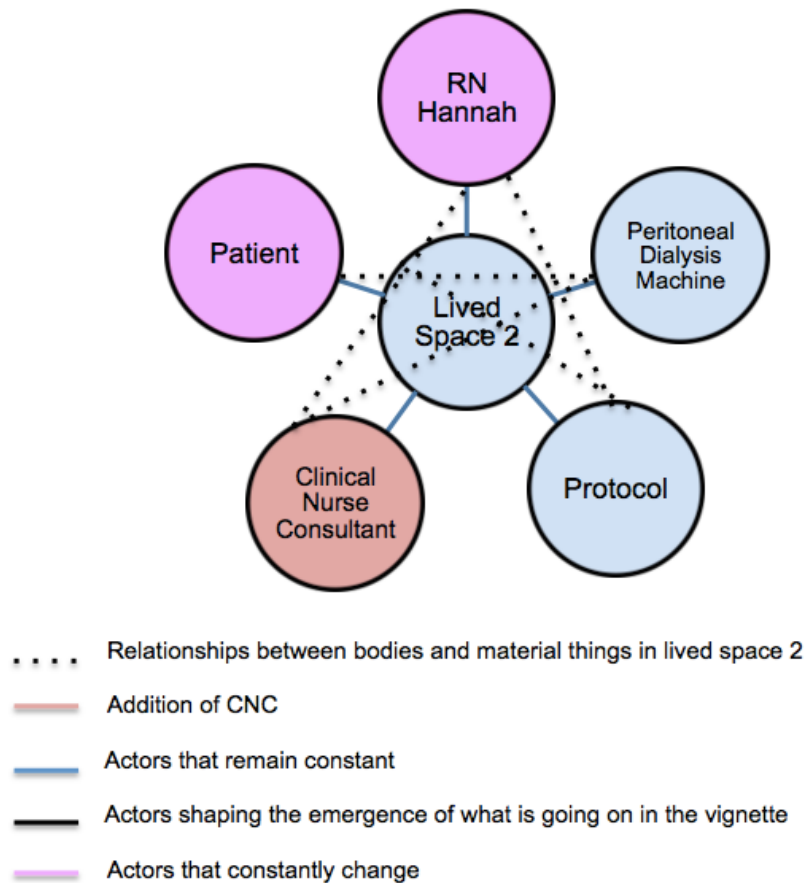 RN
Hannah
Patient
Peritoneal
Dialysis
Machine
Lived
Space 2
Clinical
Nurse
Consultant
Protocol
Relationships between bodies and material things in lived space 2
Addition of CNC
Actors that remain constant
Actors shaping the emergence of what is going on in the vignette
Actors that constantly change